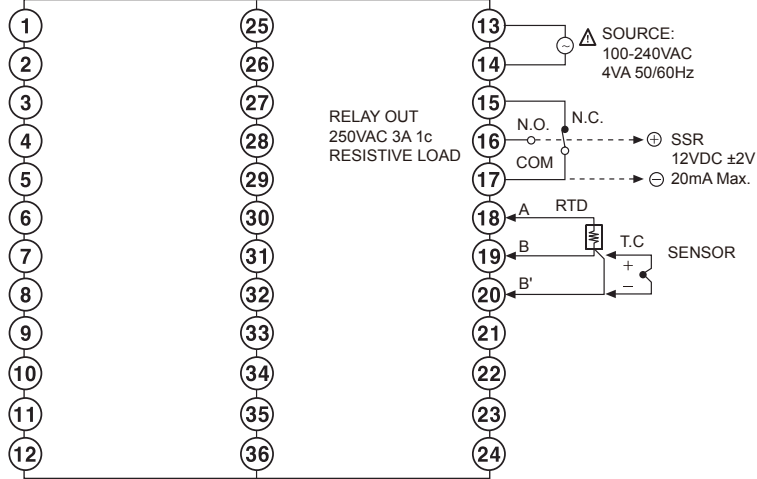 1 25 13
2 26 14
3 27 15
4 28 16
5 29 17
6 30 18
7 31 19
8 32 20
9 33 21
10 34 22
11 35 23
12 36 24
~
SOURCE:
100-240VAC
4VA 50/60Hz
RELAY OUT
250VAC 3A 1c
RESISTIVE LOAD
N.O.
N.C.
COM
+ SSR
12VDC ±2V
− 20mA Max.
A RTD
B
B'
T.C
+
−
SENSOR